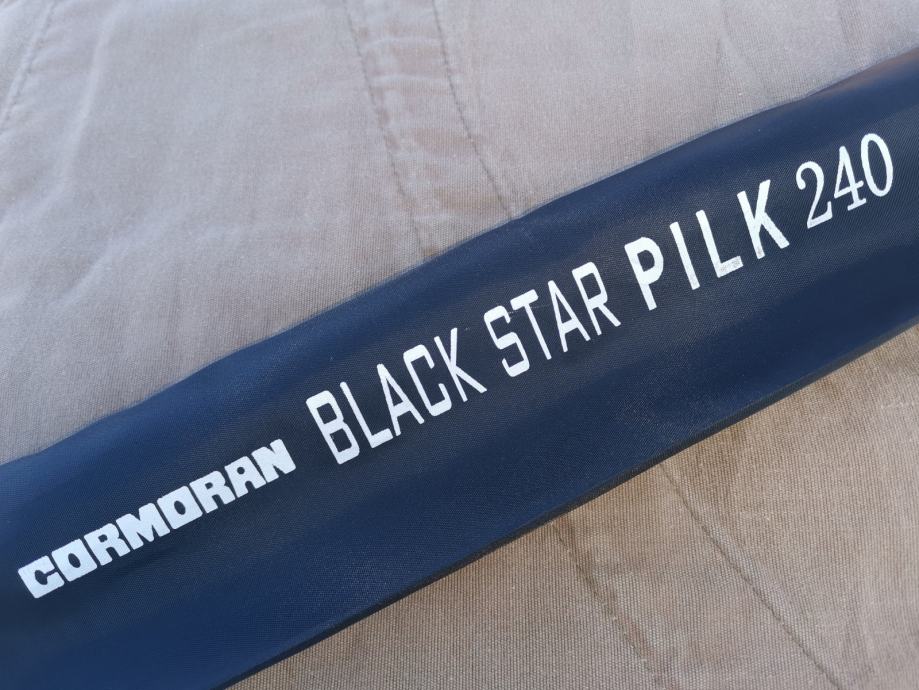 CORMORAN BLACK STAR PILK 240